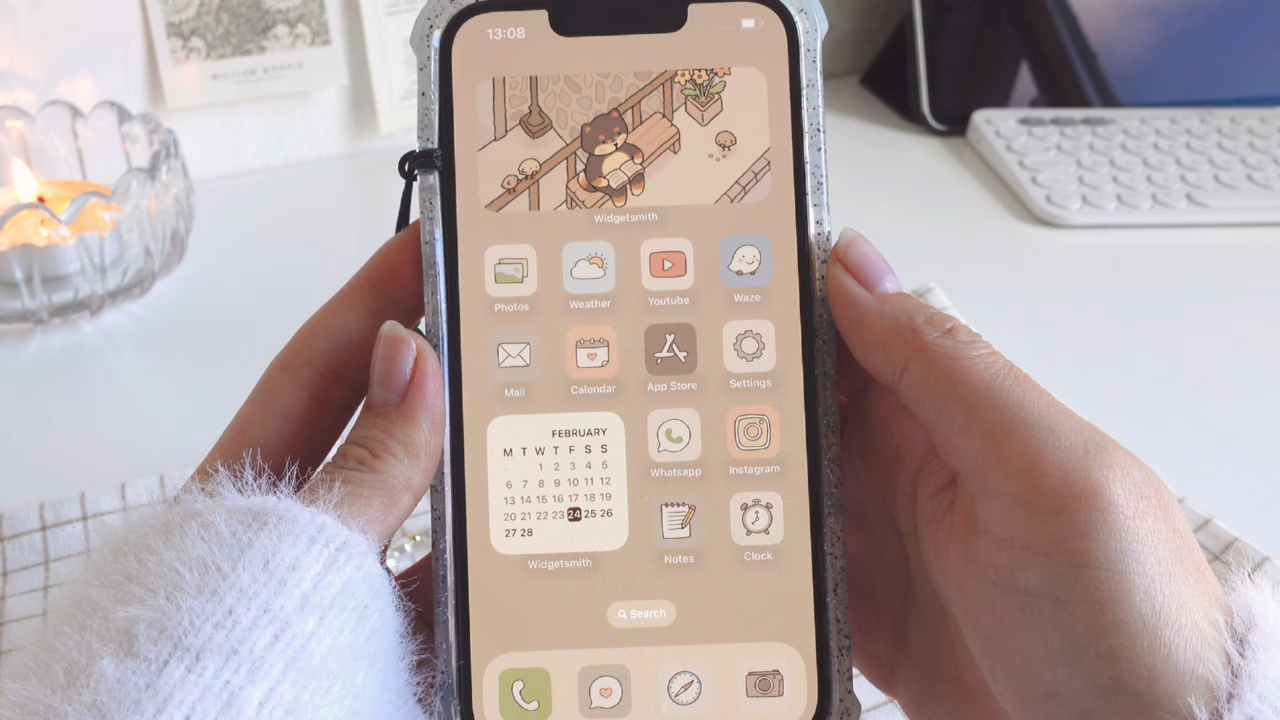 WILLIAM MORRIS
13:08
Widgetsmith
Photos Weather Youtube Waze
Mail Calendar App Store Settings
FEBRUARY
M T W T F S S
1 2 3 4 5
6 7 8 9 10 11 12
13 14 15 16 17 18 19
20 21 22 23 24 25 26
27 28
Widgetsmith
Whatsapp Instagram
Notes Clock
Search